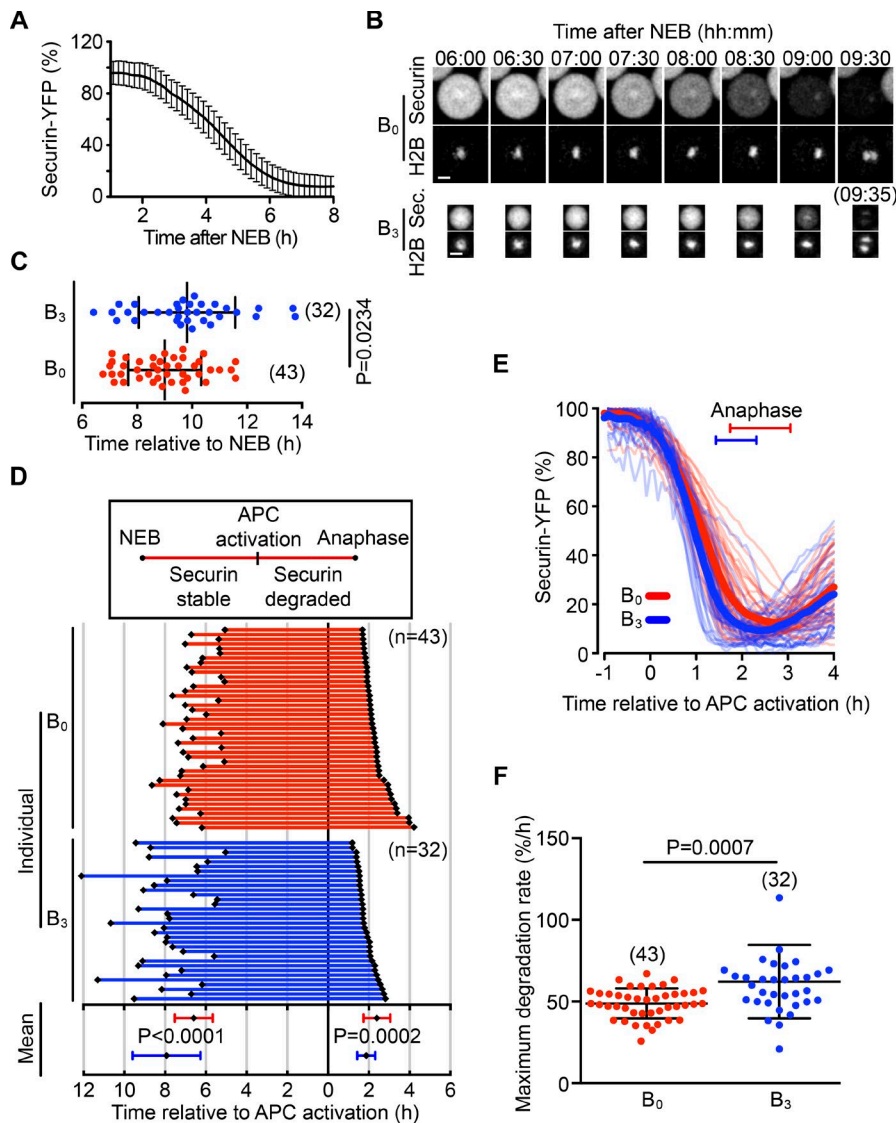 A
Securin-YFP (%)
120
80
40
0
2
4
6
8
Time after NEB (h)
B
Time after NEB (hh:mm)
06:00 06:30 07:00 07:30 08:00 08:30 09:00 09:30
B₀
Securin
H2B
(09:35)
B₃
Sec.
H2B
C
B₃
(32)
B₀
(43)
P=0.0234
6 8 10 12 14
Time relative to NEB (h)
D
NEB
APC
activation
Anaphase
Securin
stable
Securin
degraded
Individual
B₀
(n=43)
B₃
(n=32)
Mean
P<0.0001
P=0.0002
12 10 8 6 4 2 0 2 4 6
Time relative to APC activation (h)
E
Securin-YFP (%)
100
80
60
40
20
0
Anaphase
B₀
B₃
-1 0 1 2 3 4
Time relative to APC activation (h)
F
Maximum degradation rate (%/h)
150
100
50
0
P=0.0007
(43)
(32)
B₀
B₃